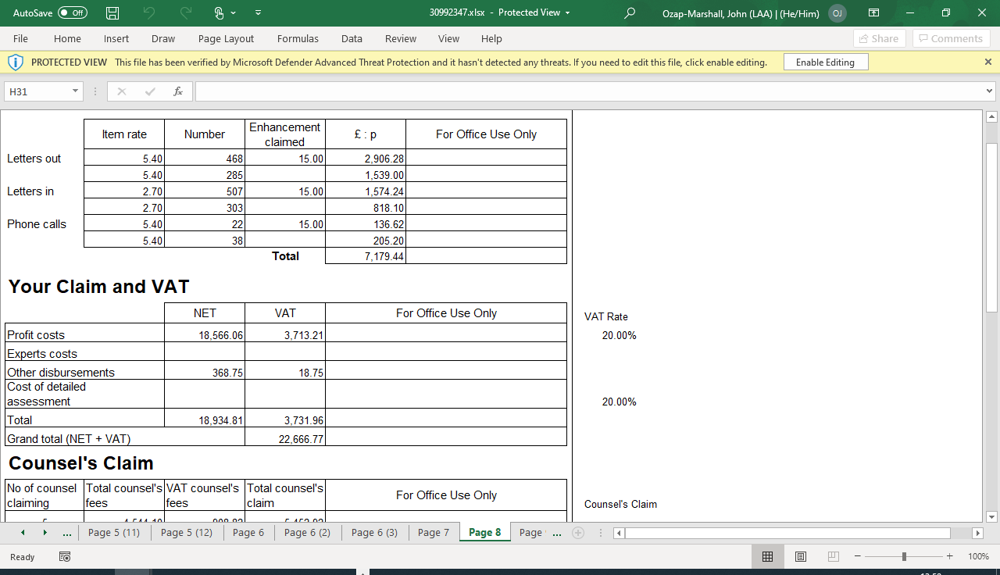 AutoSave Off 30992347.xlsx - Protected View Ozap-Marshall, John (LAA) | (He/Him) OJ
File Home Insert Draw Page Layout Formulas Data Review View Help Share Comments
PROTECTED VIEW This file has been verified by Microsoft Defender Advanced Threat Protection and it hasn't detected any threats. If you need to edit this file, click enable editing. Enable Editing
H31 fx
Item rate Number Enhancement claimed £ : p For Office Use Only
Letters out 5.40 468 15.00 2,906.28
5.40 285 1,539.00
Letters in 2.70 507 15.00 1,574.24
2.70 303 818.10
Phone calls 5.40 22 15.00 136.62
5.40 38 205.20
Total 7,179.44
Your Claim and VAT
NET VAT For Office Use Only VAT Rate
Profit costs 18,566.06 3,713.21 20.00%
Experts costs
Other disbursements 368.75 18.75
Cost of detailed
assessment 20.00%
Total 18,934.81 3,731.96
Grand total (NET + VAT) 22,666.77
Counsel's Claim
No of counsel claiming Total counsel's fees VAT counsel's fees Total counsel's claim For Office Use Only Counsel's Claim
... Page 5 (11) Page 5 (12) Page 6 Page 6 (2) Page 6 (3) Page 7 Page 8 Page ...
Ready 100%